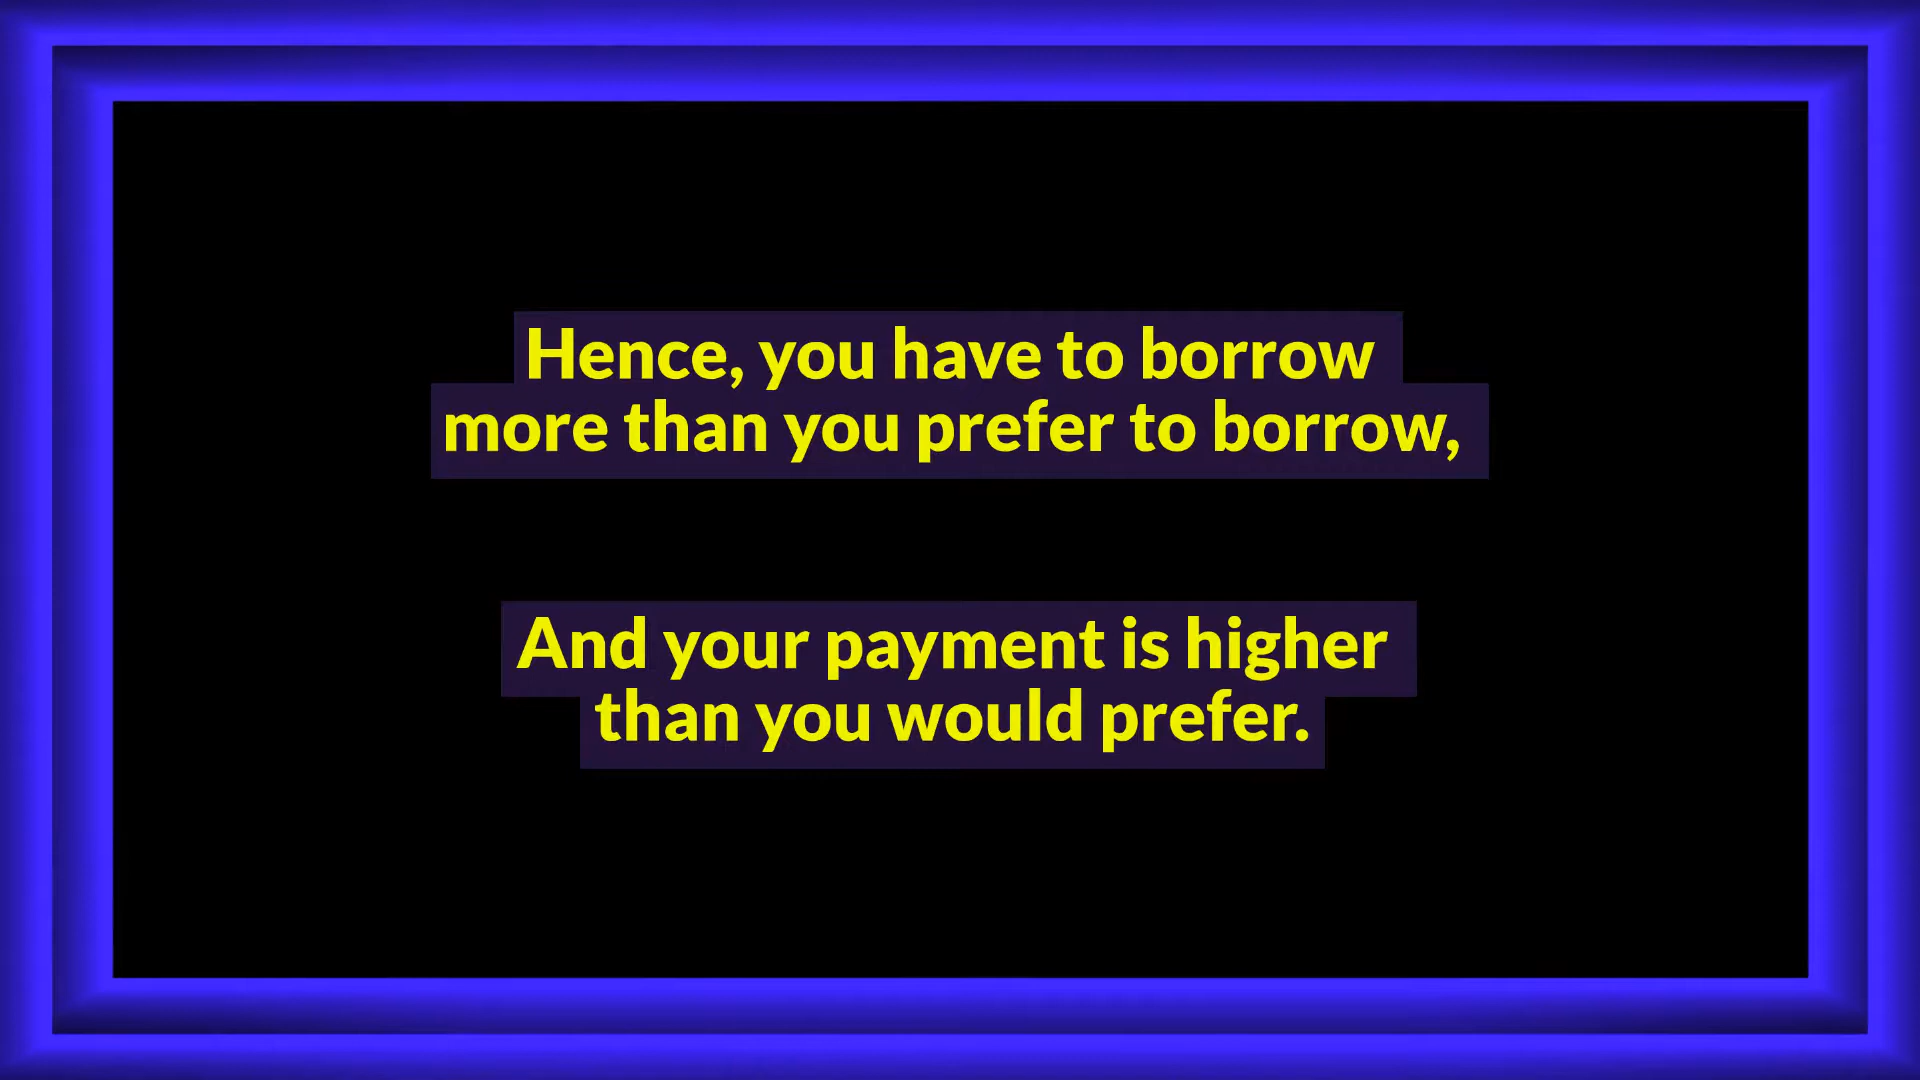 Hence, you have to borrow
more than you prefer to borrow,
And your payment is higher
than you would prefer.